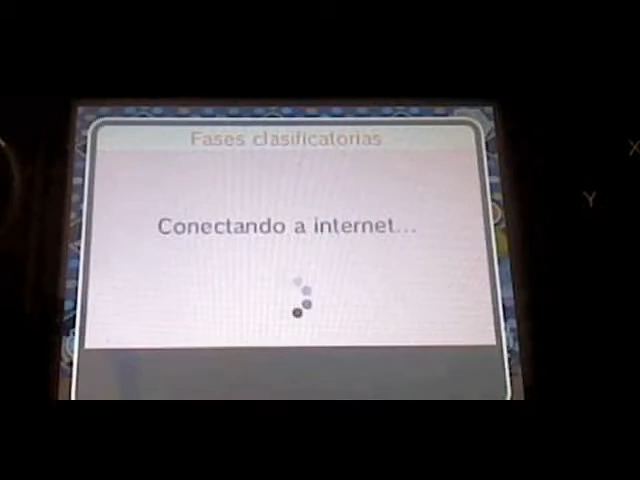 Fases clasificatorias
X
Conectando a internet...
Y